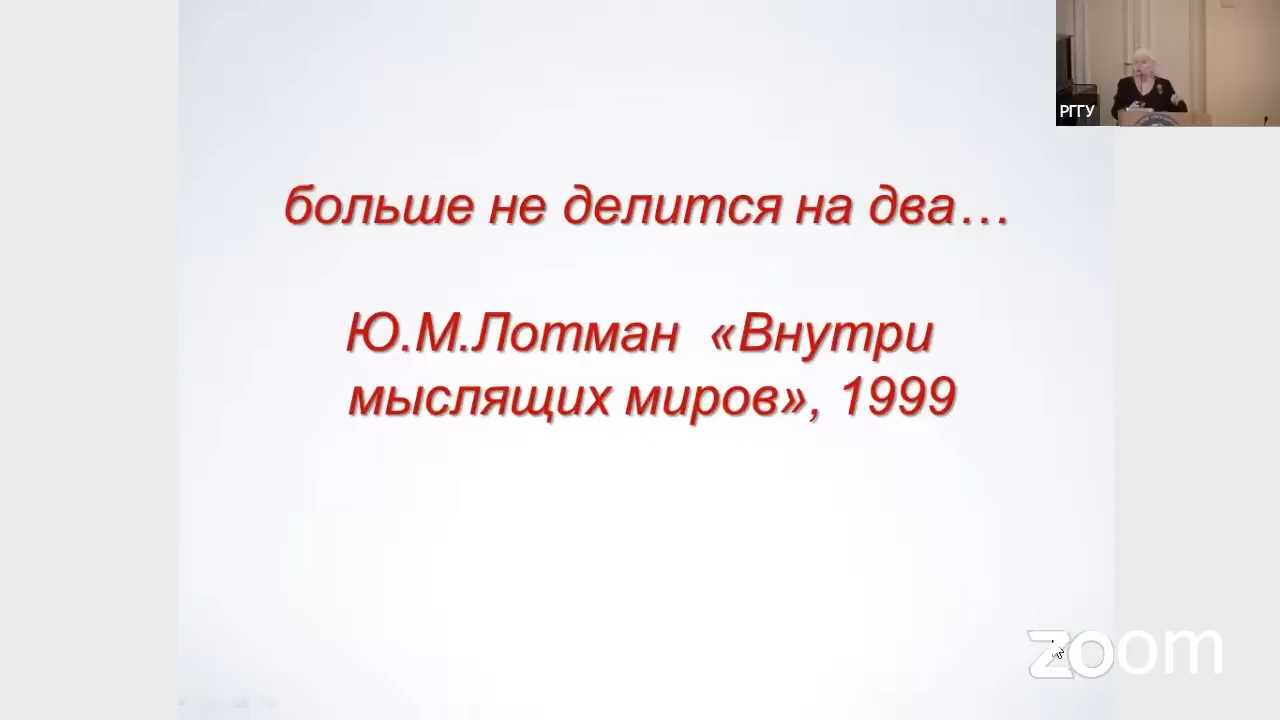 РГГУ
больше не делится на два…
Ю.М.Лотман «Внутри
мыслящих миров», 1999
zoom